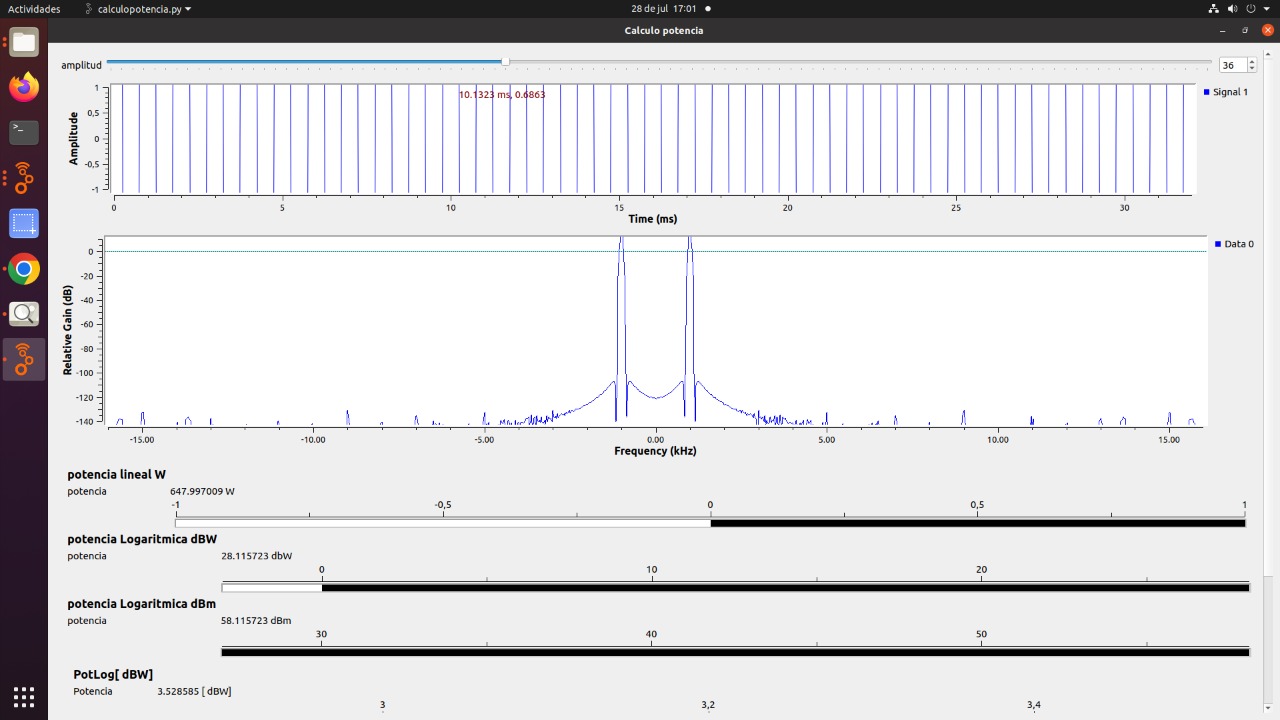 Actividades calculopotencia.py 28 de jul 17:01
Calculo potencia
amplitud 36
10.1323 ms, 0.6863
Signal 1
Amplitude
1
0,5
0
-0,5
-1
0 5 10 15 20 25 30
Time (ms)
Data 0
Relative Gain (dB)
0
-20
-40
-60
-80
-100
-120
-140
-15.00 -10.00 -5.00 0.00 5.00 10.00 15.00
Frequency (kHz)
potencia lineal W
potencia 647.997009 W
-1 -0,5 0 0,5 1
potencia Logaritmica dBW
potencia 28.115723 dbW
0 10 20
potencia Logaritmica dBm
potencia 58.115723 dBm
30 40 50
PotLog[ dBW]
Potencia 3.528585 [ dBW]
3 3,2 3,4